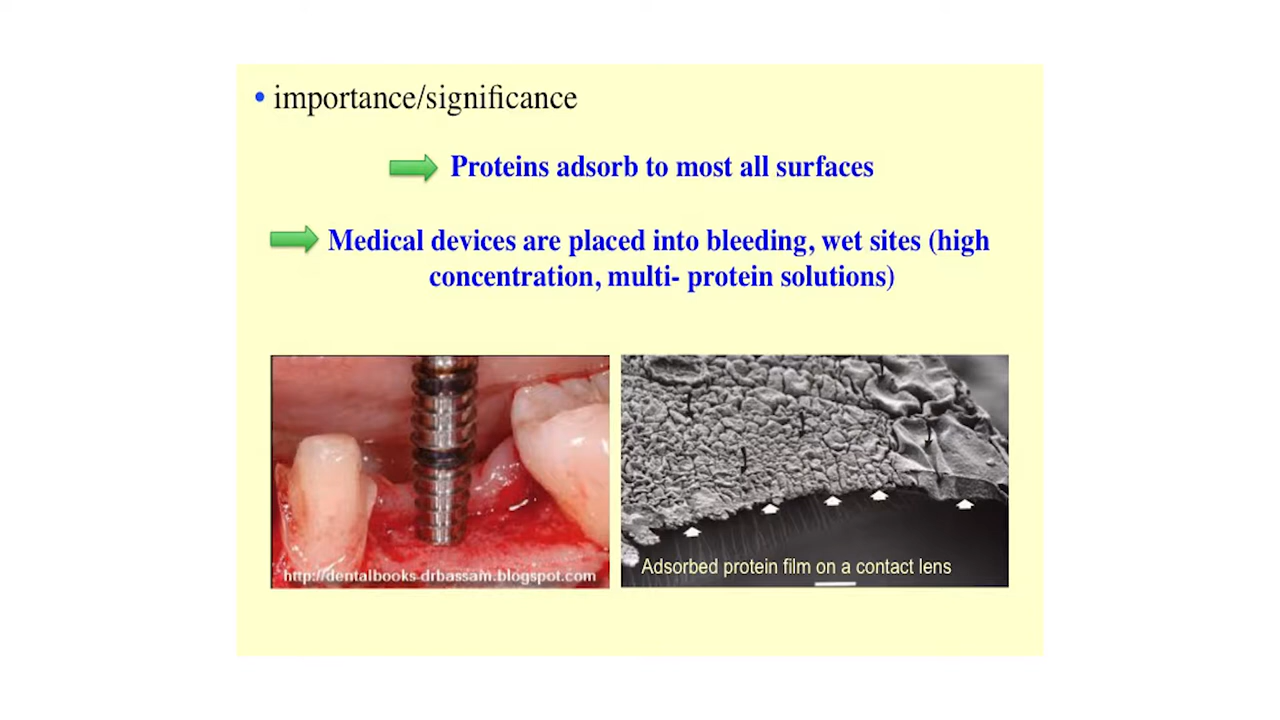 • importance/significance
Proteins adsorb to most all surfaces
Medical devices are placed into bleeding, wet sites (high
concentration, multi- protein solutions)
http://dentalbooks-drbassam.blogspot.com
Adsorbed protein film on a contact lens